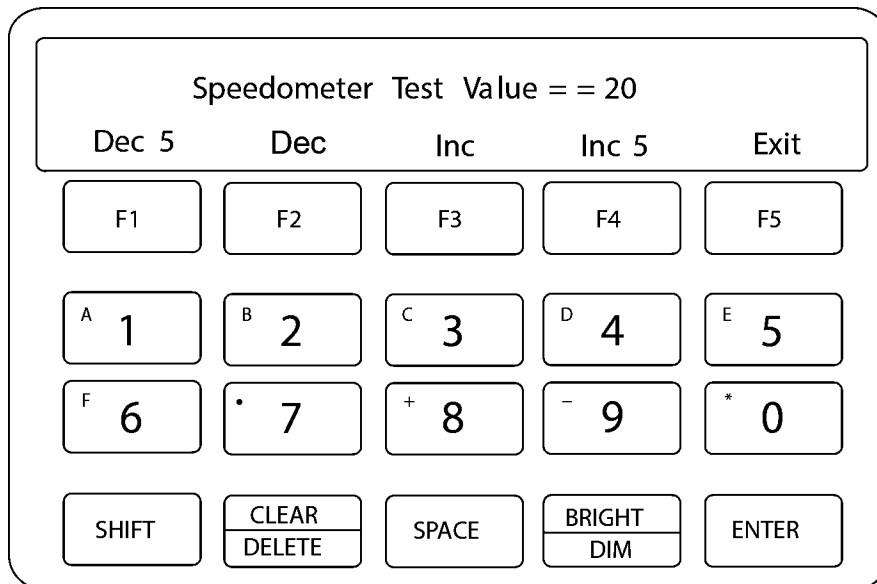 Speedometer Test Value = = 20
Dec 5 Dec Inc Inc 5 Exit
F1 F2 F3 F4 F5
A 1 B 2 C 3 D 4 E 5
F 6 • 7 + 8 – 9 * 0
SHIFT CLEAR DELETE SPACE BRIGHT DIM ENTER